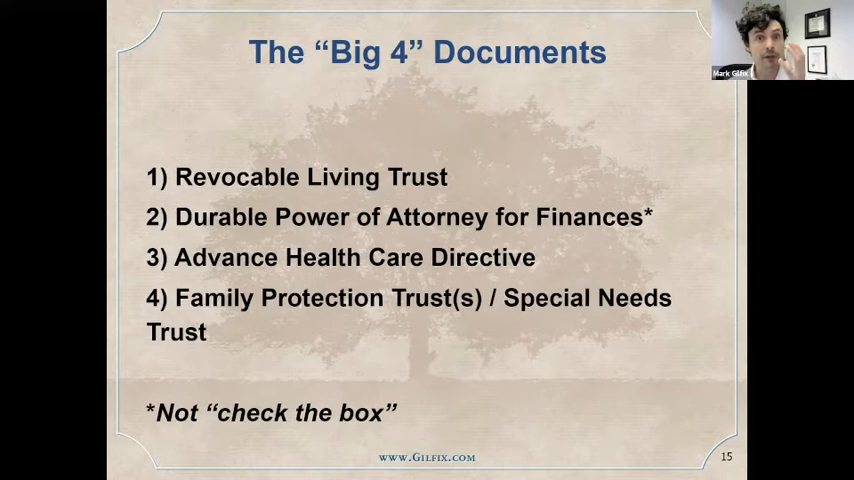 The “Big 4” Documents
Mark Gilfix
1) Revocable Living Trust
2) Durable Power of Attorney for Finances*
3) Advance Health Care Directive
4) Family Protection Trust(s) / Special Needs
Trust
*Not “check the box”
www.Gilfix.com
15